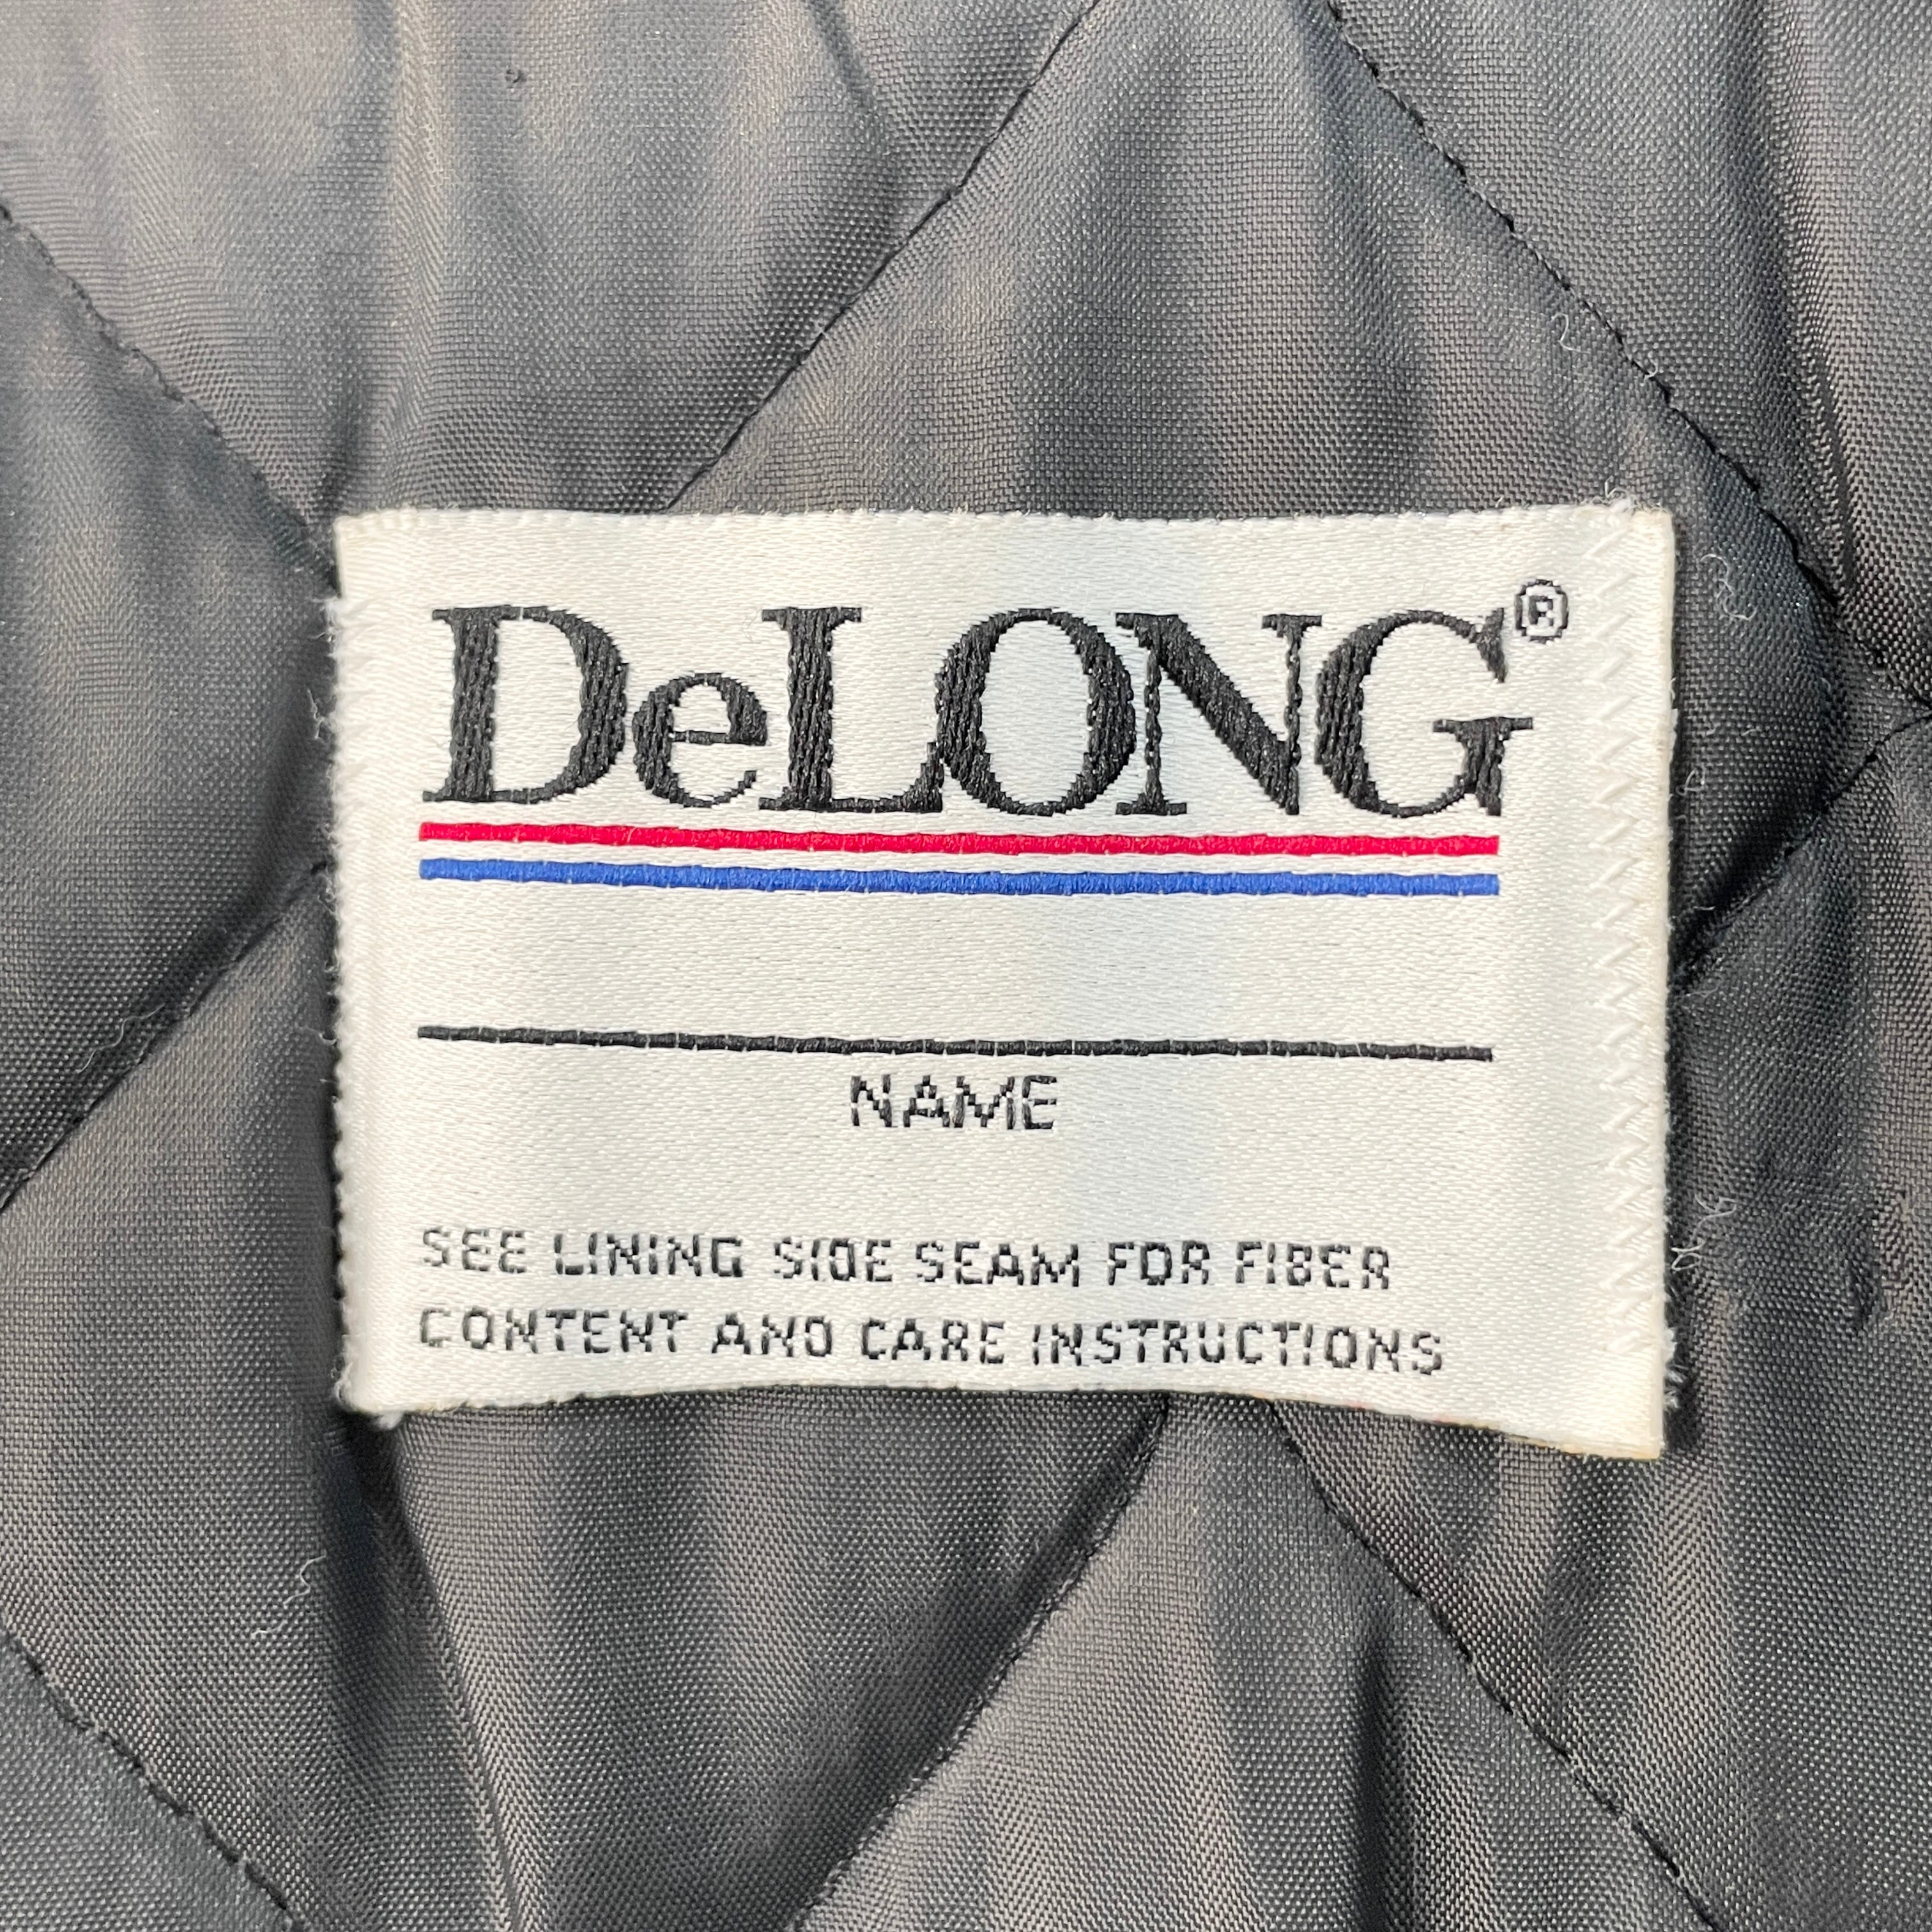 DeLONG®
NAME
SEE LINING SIDE SEAM FOR FIBER
CONTENT AND CARE INSTRUCTIONS